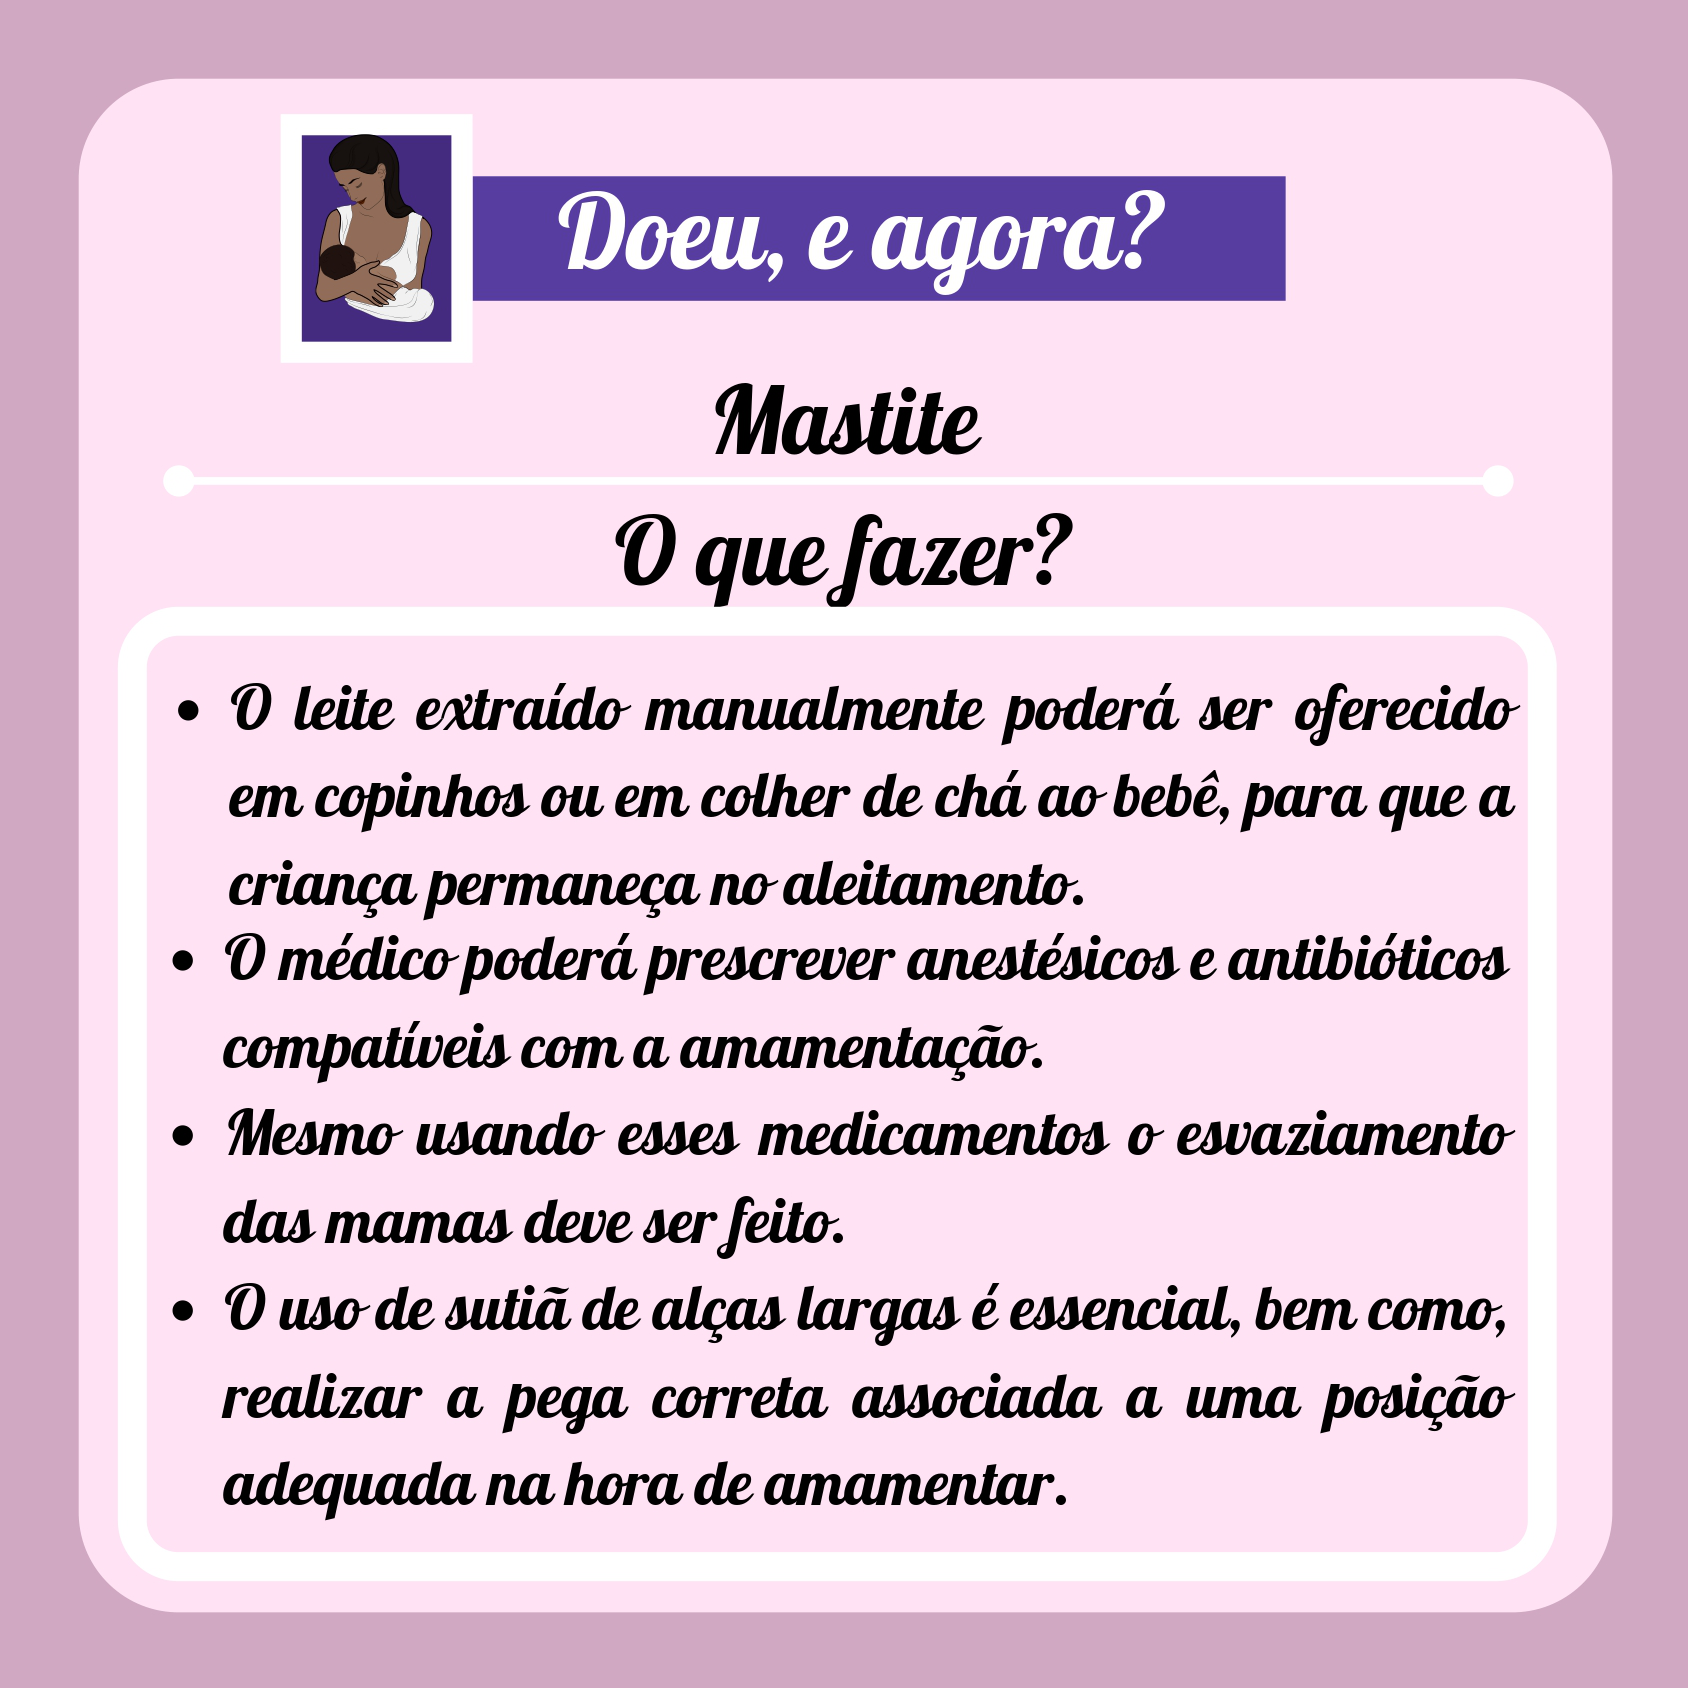 Doeu, e agora?
Mastite
O que fazer?
• O leite extraído manualmente poderá ser oferecido
em copinhos ou em colher de chá ao bebê, para que a
criança permaneça no aleitamento.
• O médico poderá prescrever anestésicos e antibióticos
compatíveis com a amamentação.
• Mesmo usando esses medicamentos o esvaziamento
das mamas deve ser feito.
• O uso de sutiã de alças largas é essencial, bem como,
realizar a pega correta associada a uma posição
adequada na hora de amamentar.